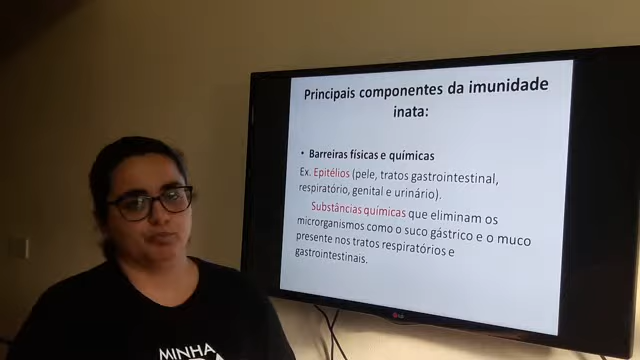 Principais componentes da imunidade
inata:
• Barreiras físicas e químicas
Ex. Epitélios (pele, tratos gastrointestinal,
respiratório, genital e urinário).
Substâncias químicas que eliminam os
microrganismos como o suco gástrico e o muco
presente nos tratos respiratórios e
gastrointestinais.
LG
MINHA